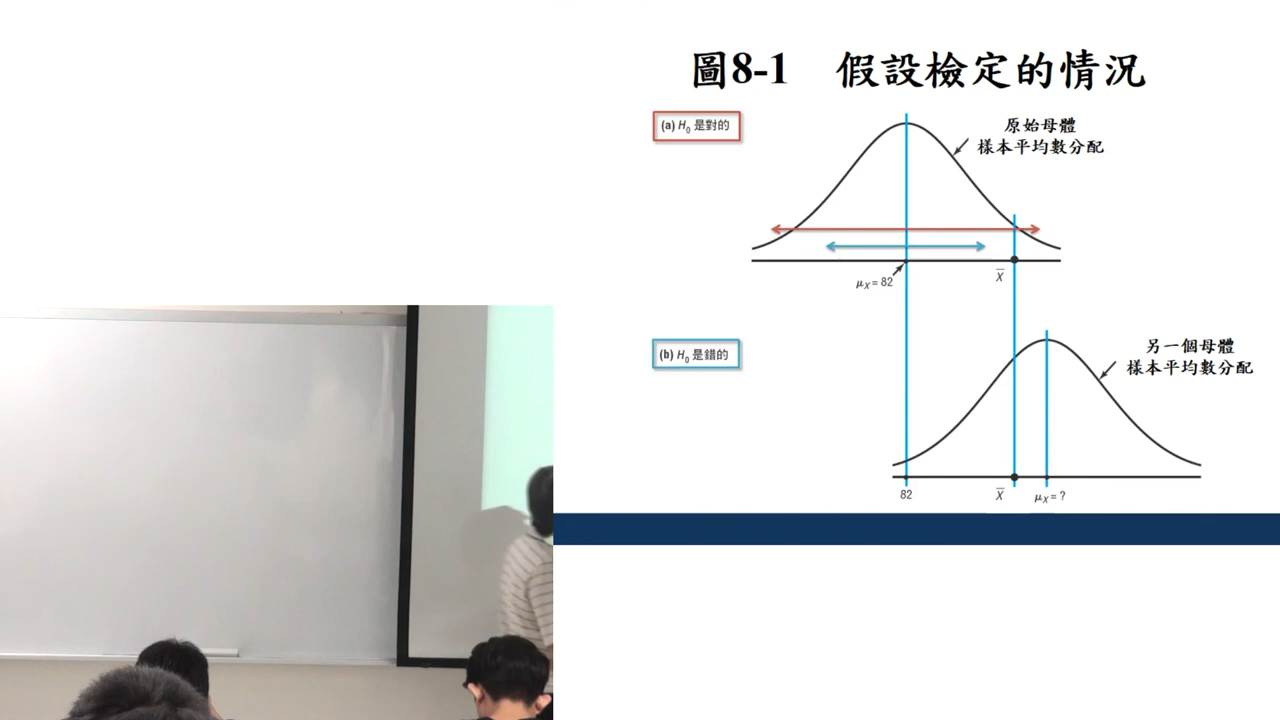 圖8-1 假設檢定的情況
(a) H0 是對的
原始母體
樣本平均數分配
μX = 82
X̅
(b) H0 是錯的
另一個母體
樣本平均數分配
82
X̅
μX = ?